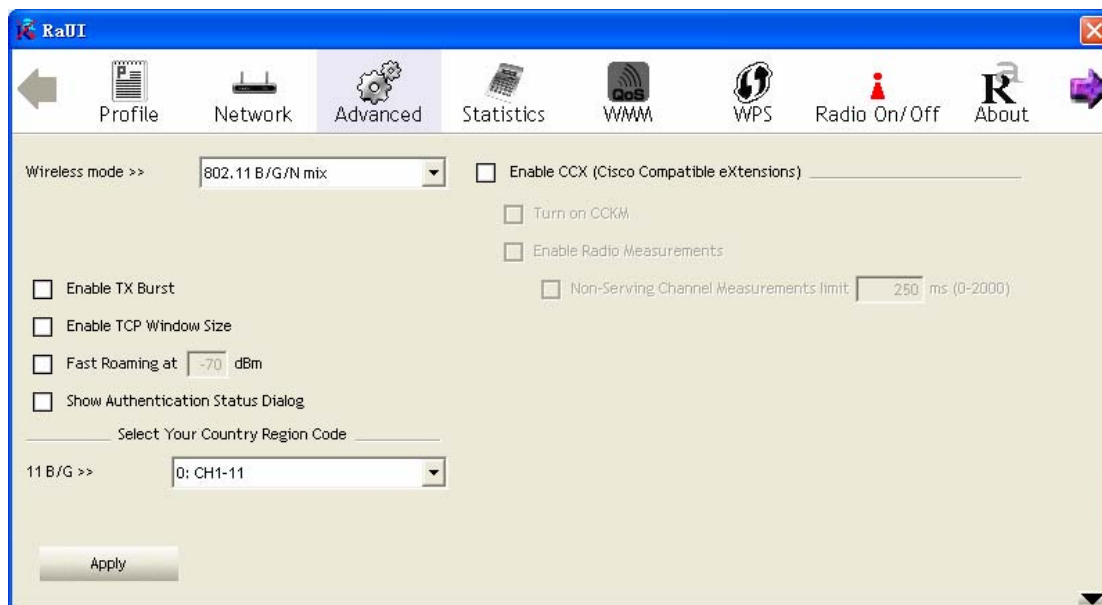 RaUI
Profile
Network
Advanced
Statistics
QoS
WMM
WPS
Radio On/Off
About
Wireless mode >> 802.11 B/G/N mix
Enable CCX (Cisco Compatible eXtensions)
Turn on CCKM
Enable Radio Measurements
Non-Serving Channel Measurements limit 250 ms (0-2000)
Enable TX Burst
Enable TCP Window Size
Fast Roaming at -70 dBm
Show Authentication Status Dialog
Select Your Country Region Code
11 B/G >> 0: CH1-11
Apply